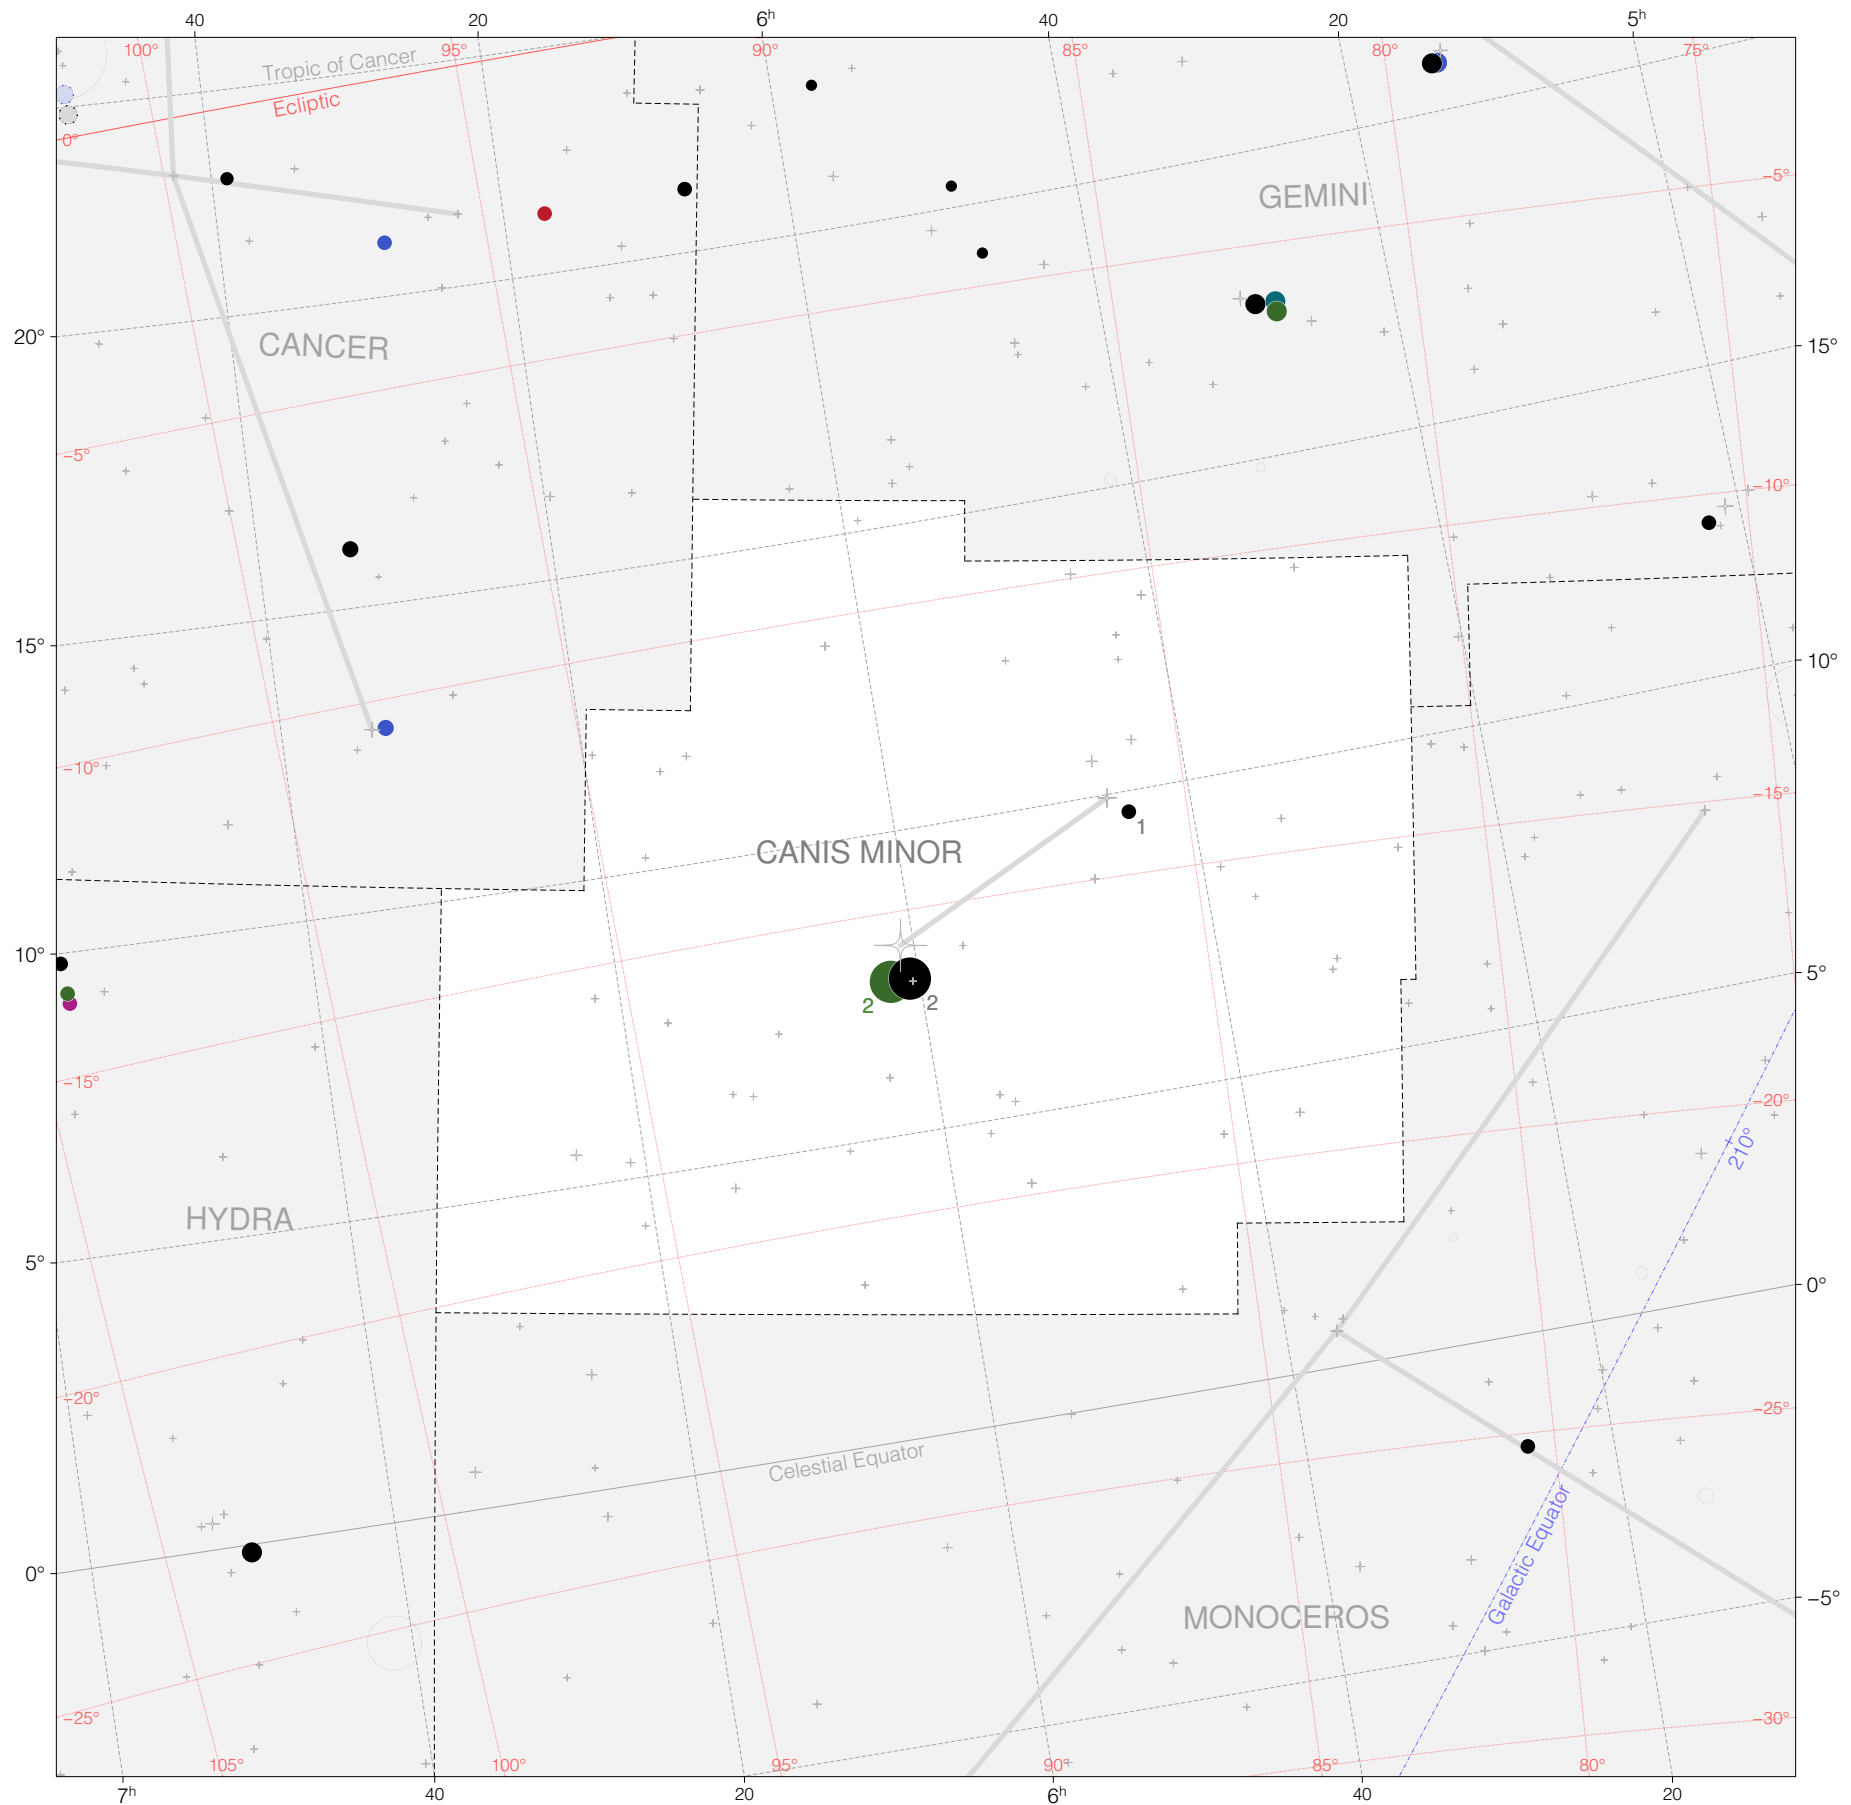 40 20 6h 40 20 5h
100° 95° 90° 85° 80° 75°
Tropic of Cancer
Ecliptic
0°
−5°
GEMINI
20°
CANCER
15°
−5°
−10°
15°
10°
−10°
−15°
1
CANIS MINOR
10°
5°
2
2
−15°
−20°
210°
HYDRA
5°
0°
−20°
−25°
Celestial Equator
Galactic Equator
0°
−5°
MONOCEROS
−25°
−30°
105° 100° 95° 90° 85° 80°
7h 40 20 6h 40 20